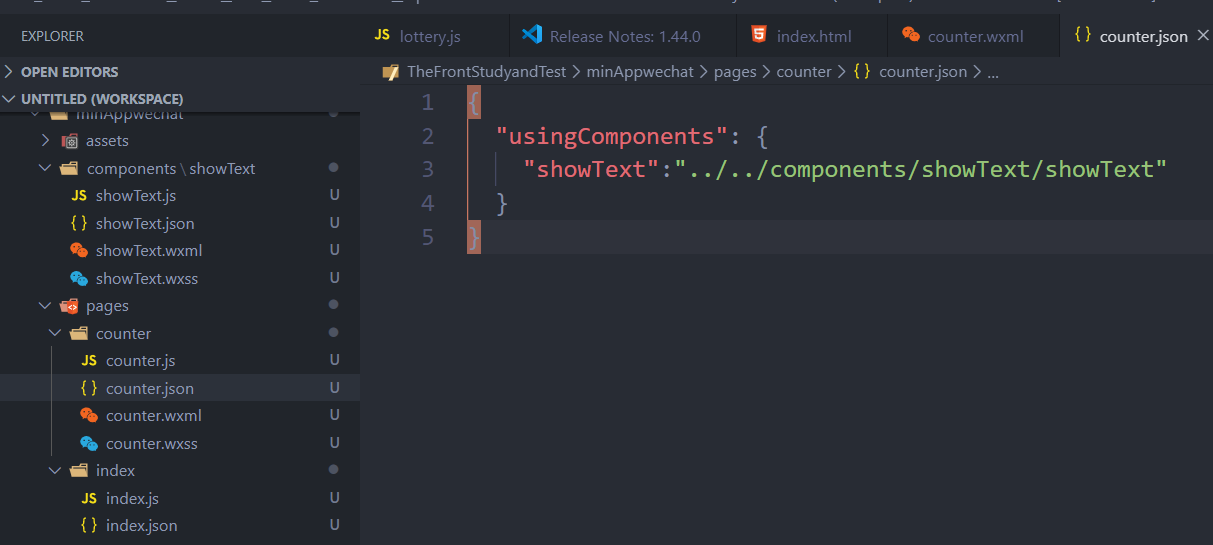 EXPLORER
OPEN EDITORS
UNTITLED (WORKSPACE)
minAppwechat
assets
components \ showText
JS showText.js U
{ } showText.json U
showText.wxml U
showText.wxss U
pages
counter
JS counter.js U
{ } counter.json U
counter.wxml U
counter.wxss U
index
JS index.js U
{ } index.json U
JS lottery.js
Release Notes: 1.44.0
index.html
counter.wxml
{ } counter.json ×
TheFrontStudyandTest > minAppwechat > pages > counter > { } counter.json > ...
1 {
2 "usingComponents": {
3 "showText":"../../components/showText/showText"
4 }
5 }